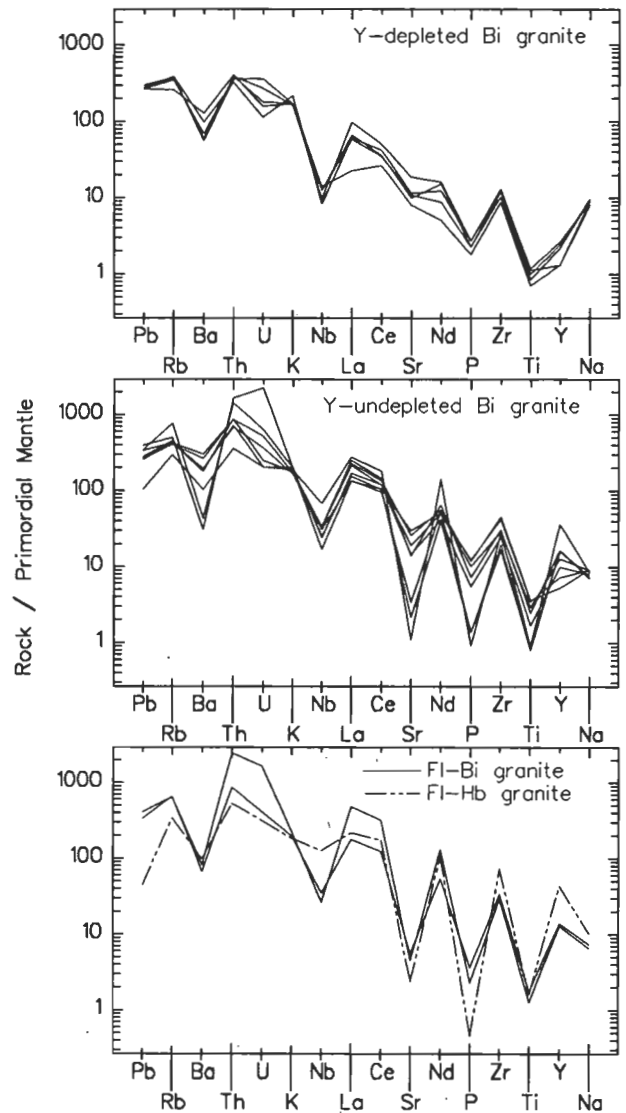 Rock / Primordial Mantle
Y-depleted Bi granite
1000
100
10
1
Pb Ba U Nb Ce Nd Zr Y
Rb Th K La Sr P Ti Na
Y-undepleted Bi granite
1000
100
10
1
Pb Ba U Nb Ce Nd Zr Y
Rb Th K La Sr P Ti Na
Fl-Bi granite
Fl-Hb granite
1000
100
10
1
Pb Ba U Nb Ce Nd Zr Y
Rb Th K La Sr P Ti Na